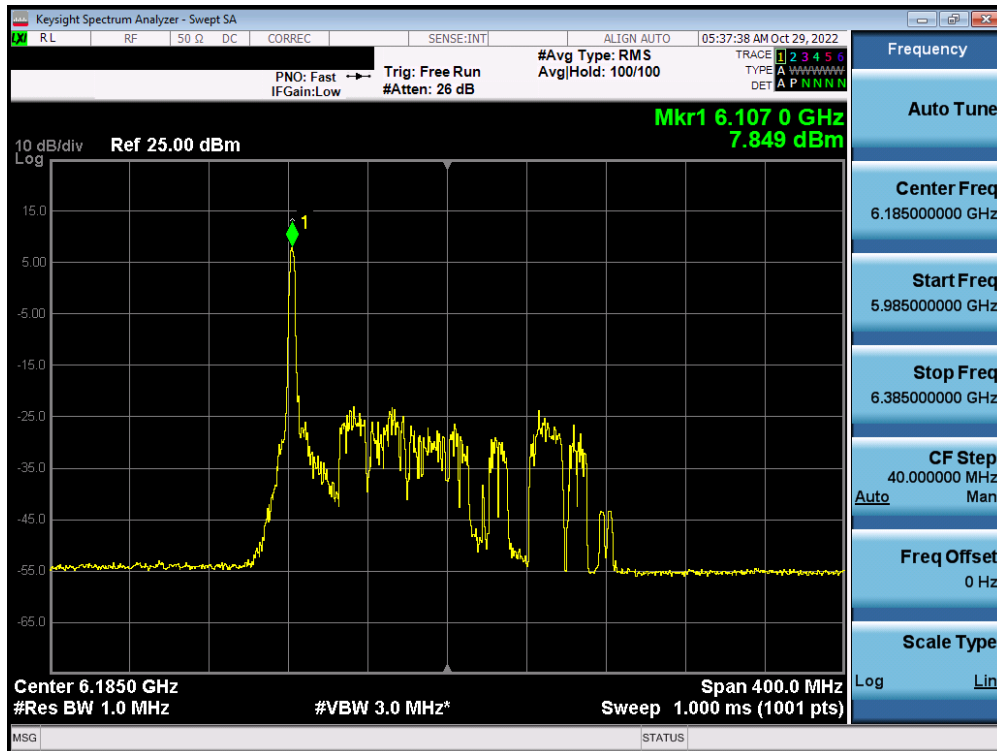 Keysight Spectrum Analyzer - Swept SA
LXI RL RF 50 Ω DC CORREC SENSE:INT ALIGN AUTO 05:37:38 AM Oct 29, 2022
PNO: Fast
IFGain:Low
Trig: Free Run
#Atten: 26 dB
#Avg Type: RMS
Avg|Hold: 100/100
TRACE 1 2 3 4 5 6
TYPE A WWWWW
DET A P N N N N
Mkr1 6.107 0 GHz
7.849 dBm
10 dB/div Ref 25.00 dBm
Log
1
15.0
5.00
-5.00
-15.0
-25.0
-35.0
-45.0
-55.0
-65.0
Center 6.1850 GHz Span 400.0 MHz
#Res BW 1.0 MHz #VBW 3.0 MHz* Sweep 1.000 ms (1001 pts)
MSG STATUS
Frequency
Auto Tune
Center Freq
6.185000000 GHz
Start Freq
5.985000000 GHz
Stop Freq
6.385000000 GHz
CF Step
40.000000 MHz
Auto Man
Freq Offset
0 Hz
Scale Type
Log Lin